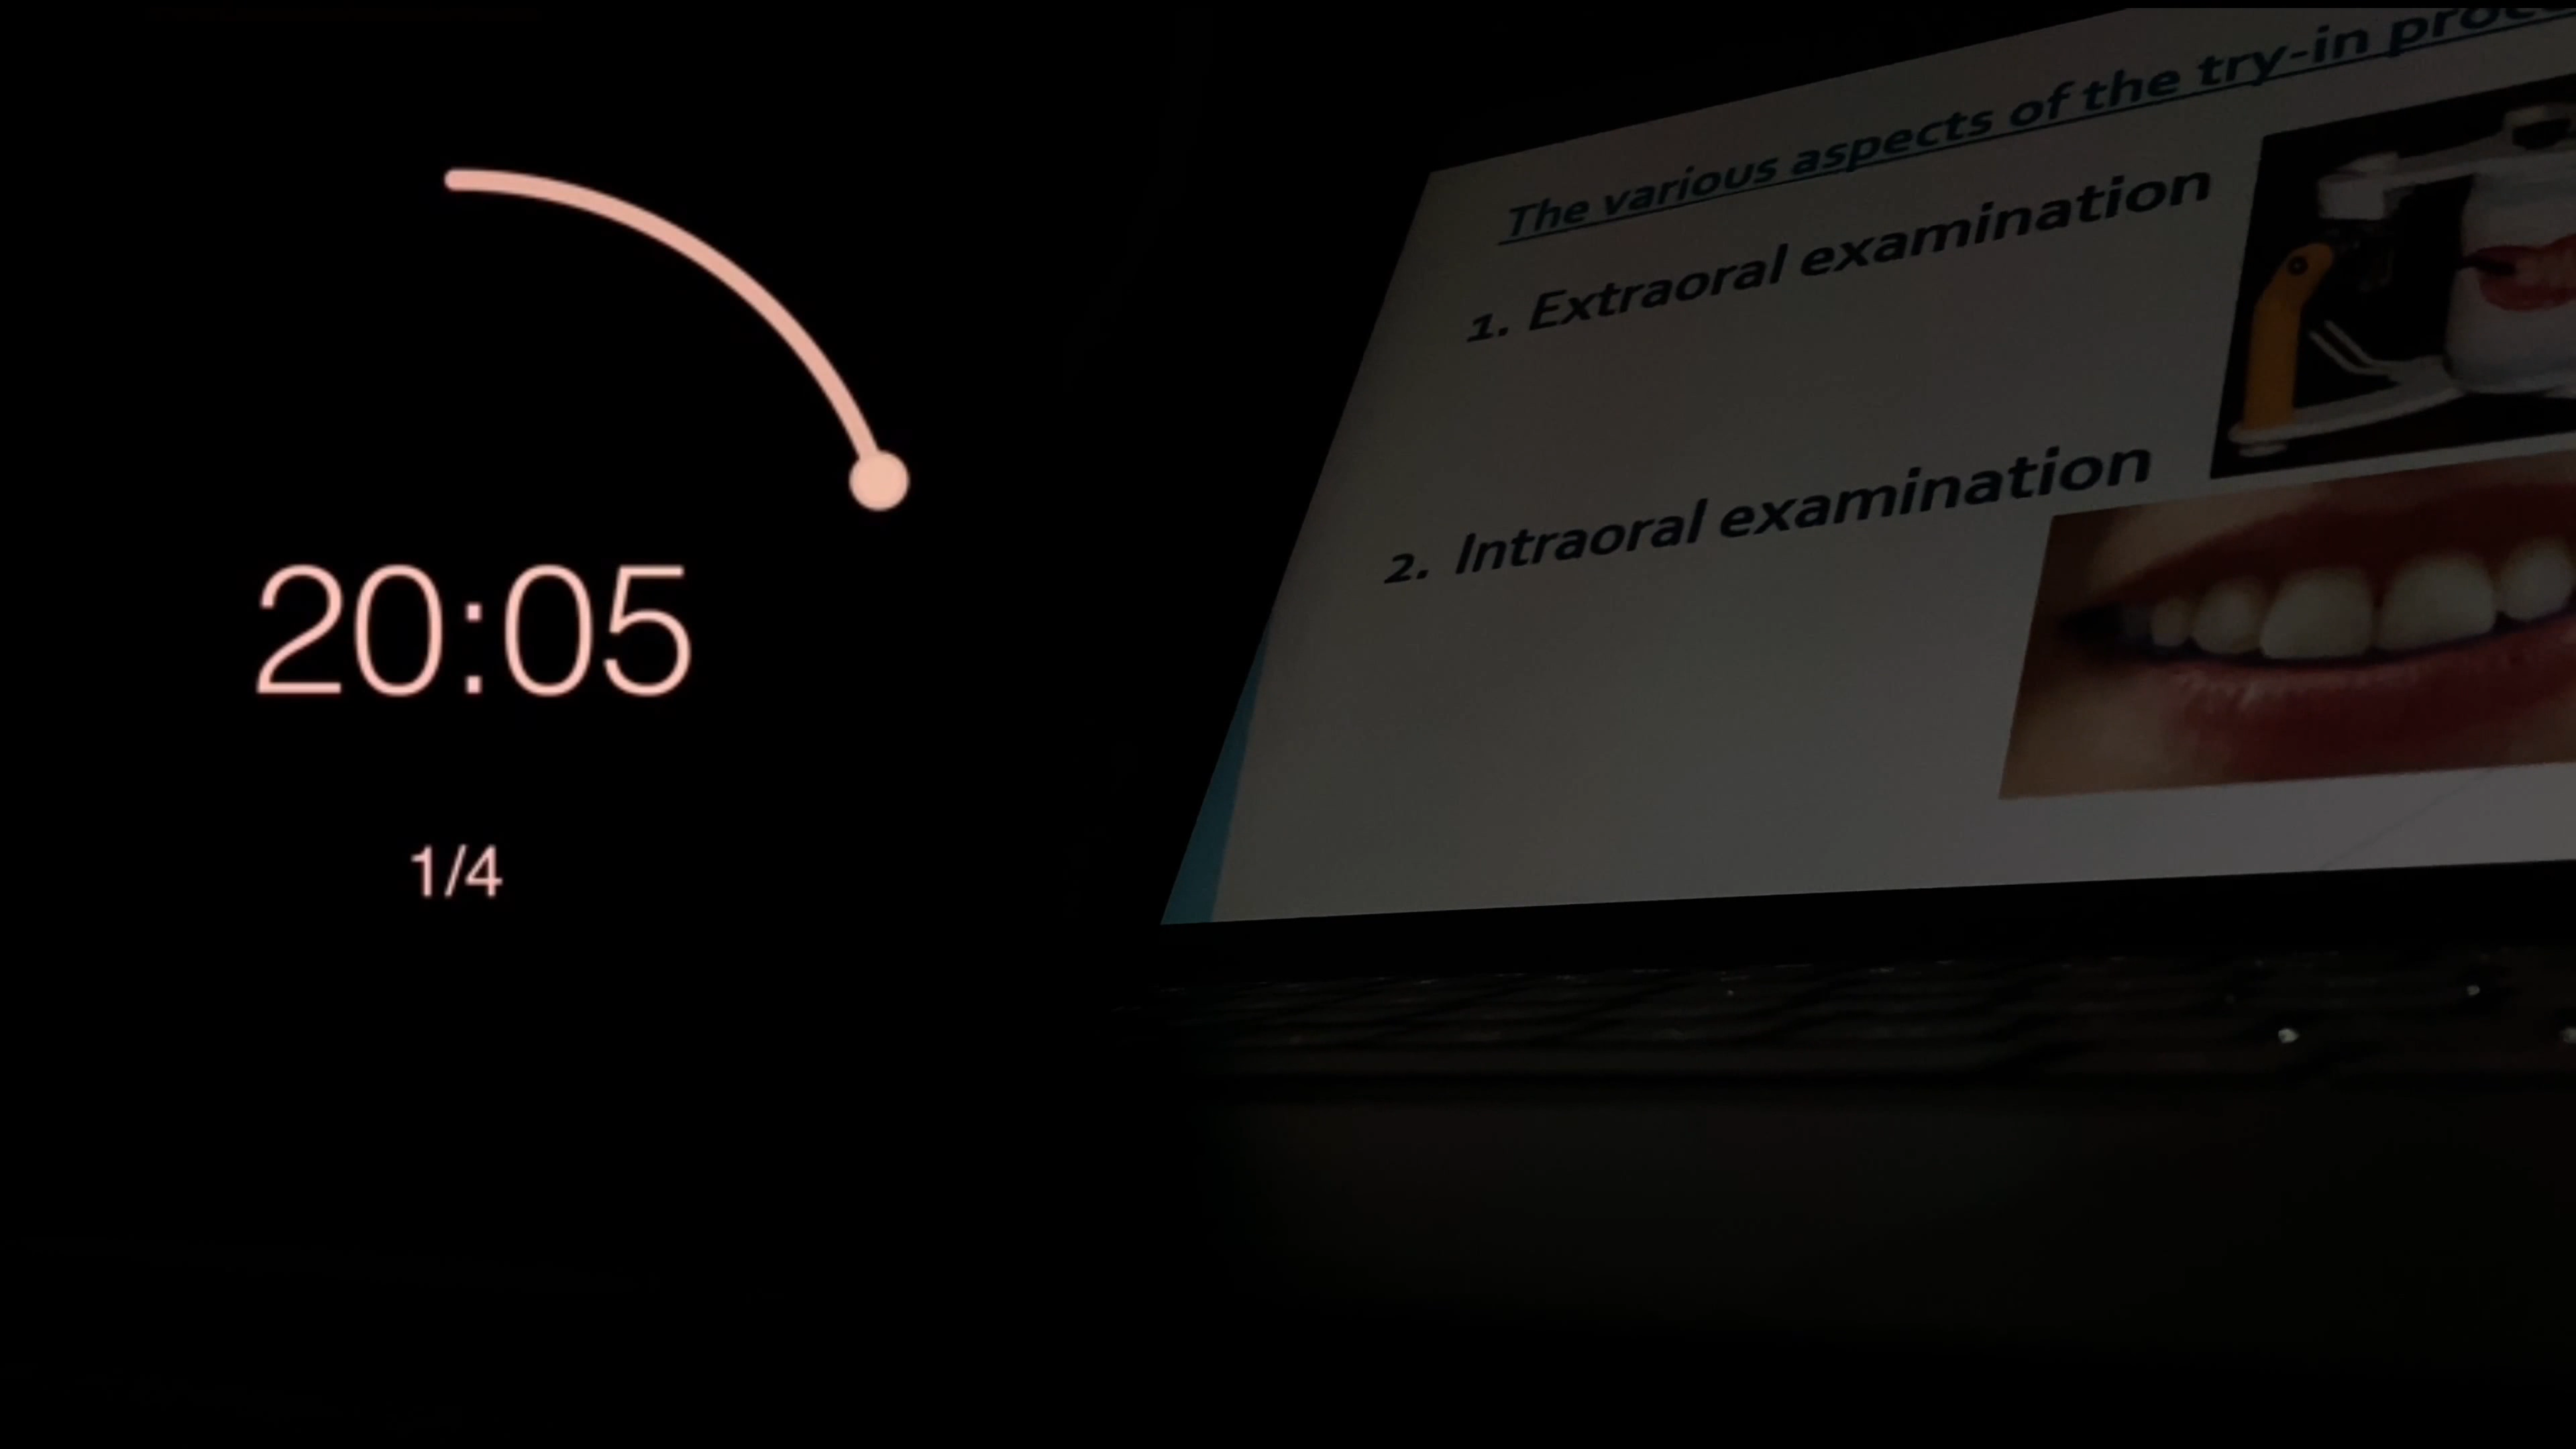 20:05
1/4
The various aspects of the try-in
1. Extraoral examination
2. Intraoral examination